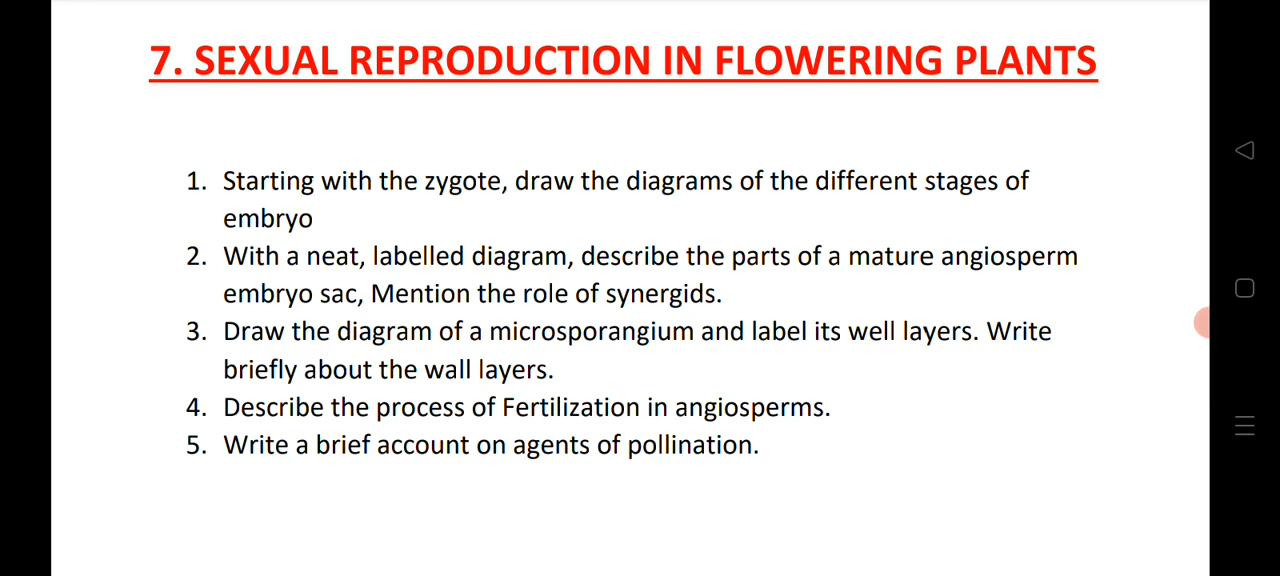 7. SEXUAL REPRODUCTION IN FLOWERING PLANTS
1. Starting with the zygote, draw the diagrams of the different stages of
embryo
2. With a neat, labelled diagram, describe the parts of a mature angiosperm
embryo sac, Mention the role of synergids.
3. Draw the diagram of a microsporangium and label its well layers. Write
briefly about the wall layers.
4. Describe the process of Fertilization in angiosperms.
5. Write a brief account on agents of pollination.